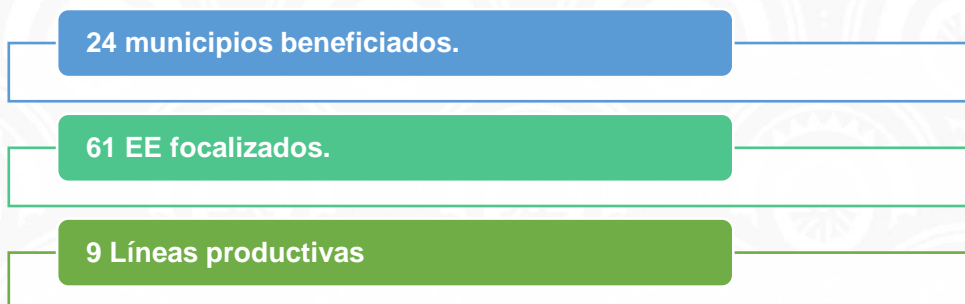 24 municipios beneficiados.
61 EE focalizados.
9 Líneas productivas